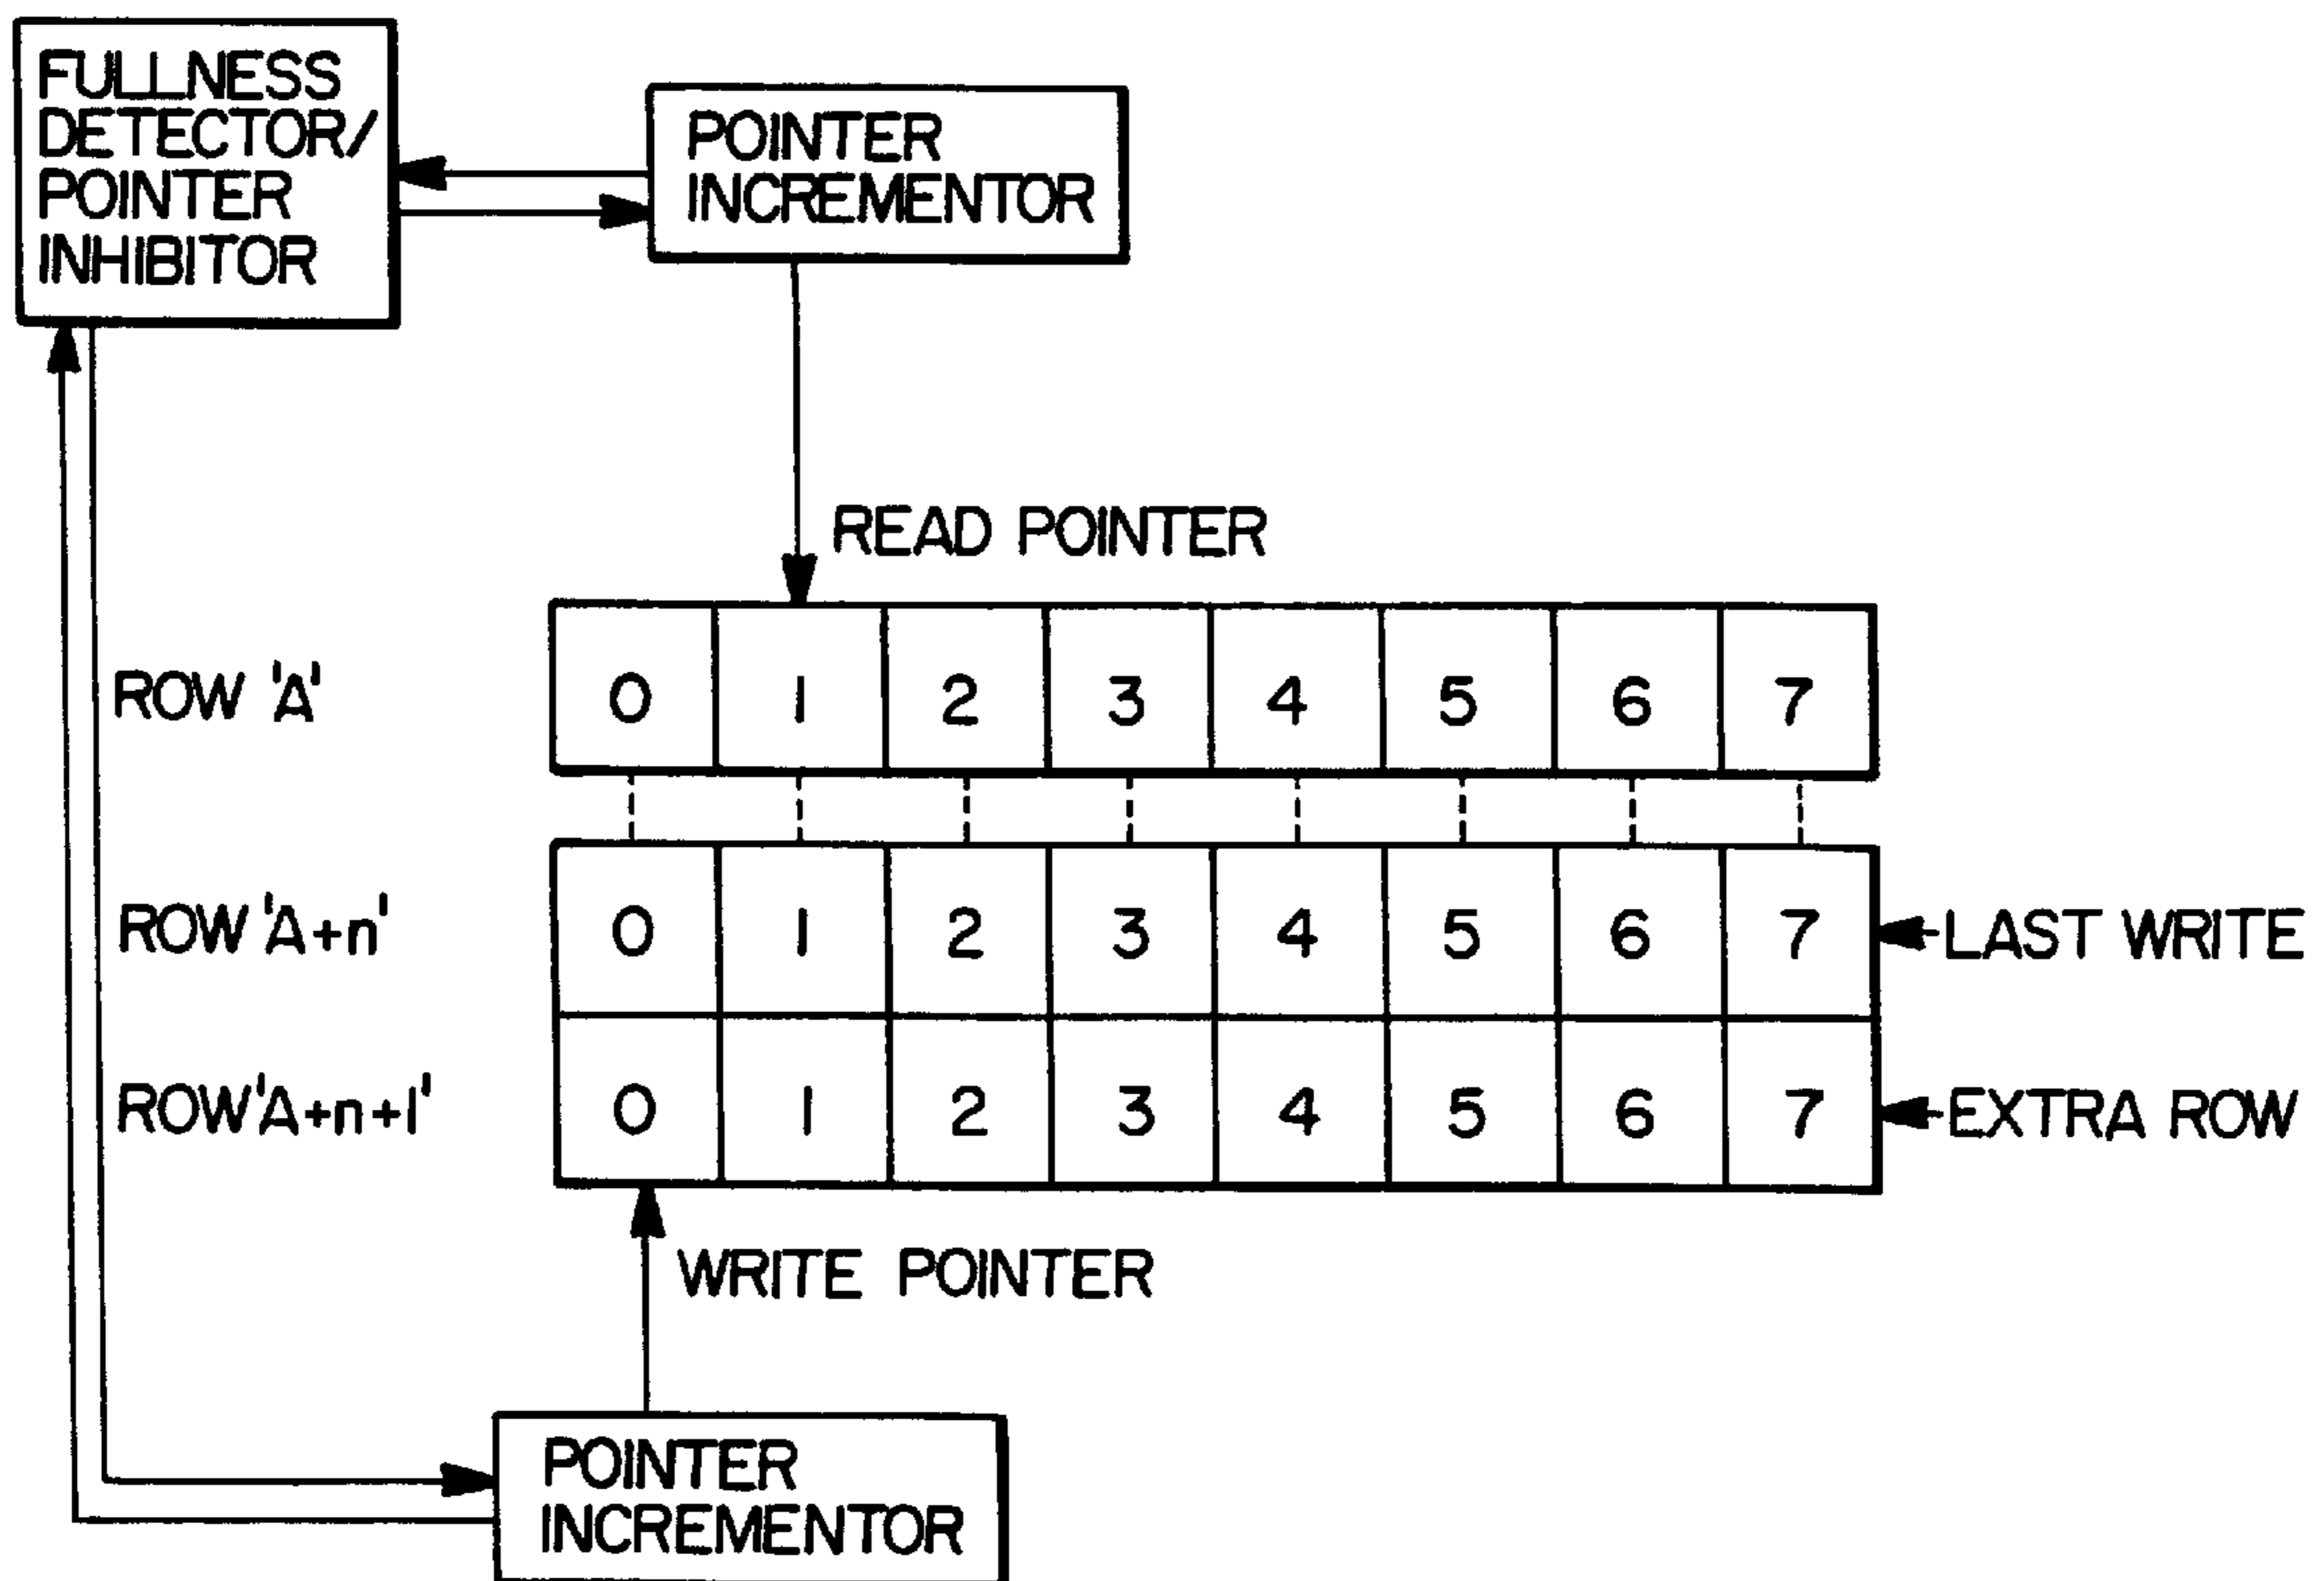 FULLNESS
DETECTOR/
POINTER
INHIBITOR
POINTER
INCREMENTOR
READ POINTER
ROW 'A'
0 1 2 3 4 5 6 7
ROW 'A+n'
0 1 2 3 4 5 6 7
LAST WRITE
ROW 'A+n+1'
0 1 2 3 4 5 6 7
EXTRA ROW
WRITE POINTER
POINTER
INCREMENTOR